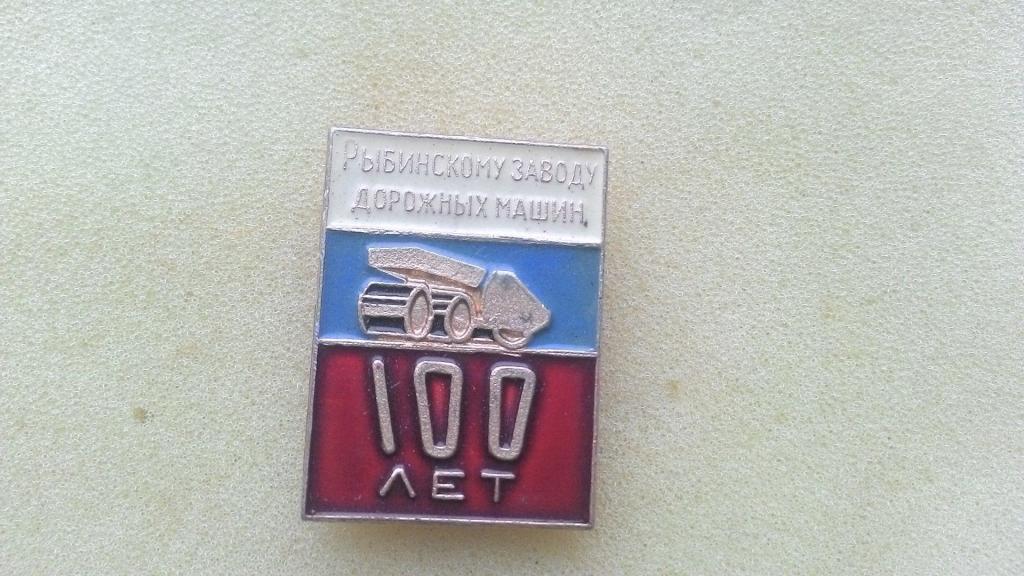 РЫБИНСКОМУ ЗАВОДУ
ДОРОЖНЫХ МАШИН
100
ЛЕТ